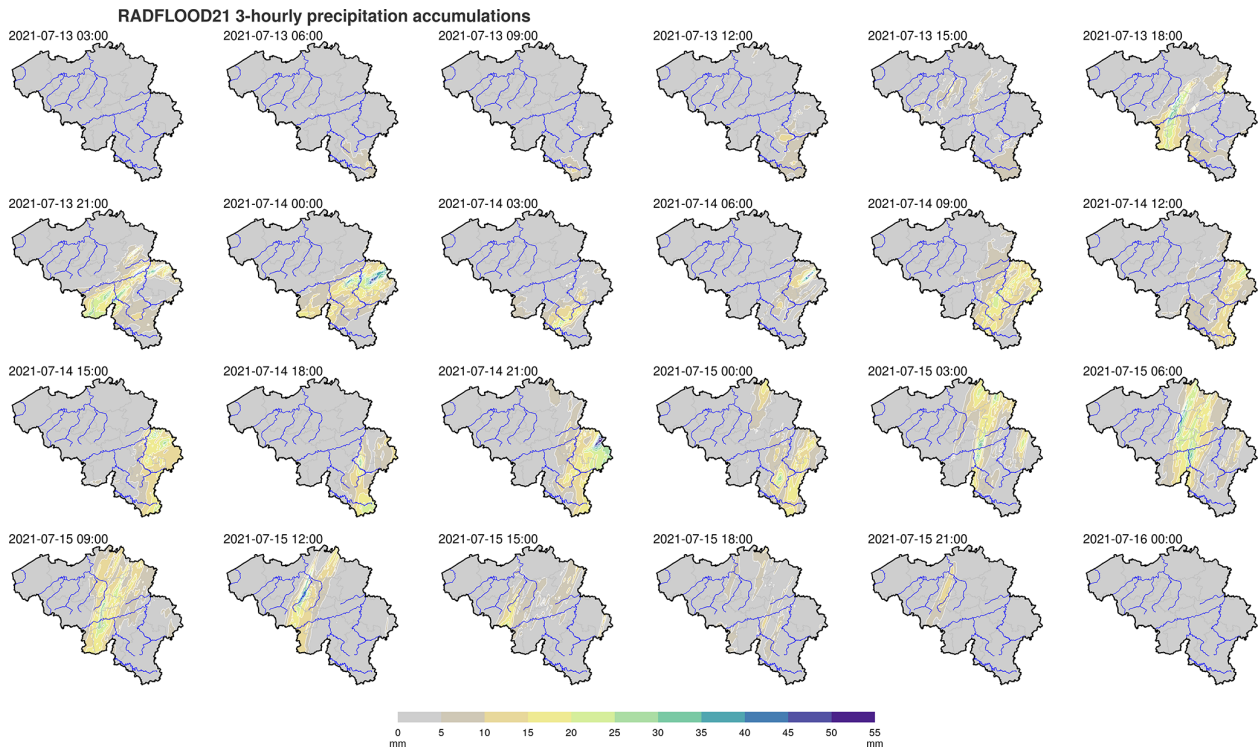 RADFLOOD21 3-hourly precipitation accumulations
2021-07-13 03:00 2021-07-13 06:00 2021-07-13 09:00 2021-07-13 12:00 2021-07-13 15:00 2021-07-13 18:00
2021-07-13 21:00 2021-07-14 00:00 2021-07-14 03:00 2021-07-14 06:00 2021-07-14 09:00 2021-07-14 12:00
2021-07-14 15:00 2021-07-14 18:00 2021-07-14 21:00 2021-07-15 00:00 2021-07-15 03:00 2021-07-15 06:00
2021-07-15 09:00 2021-07-15 12:00 2021-07-15 15:00 2021-07-15 18:00 2021-07-15 21:00 2021-07-16 00:00
0 5 10 15 20 25 30 35 40 45 50 55
mm mm